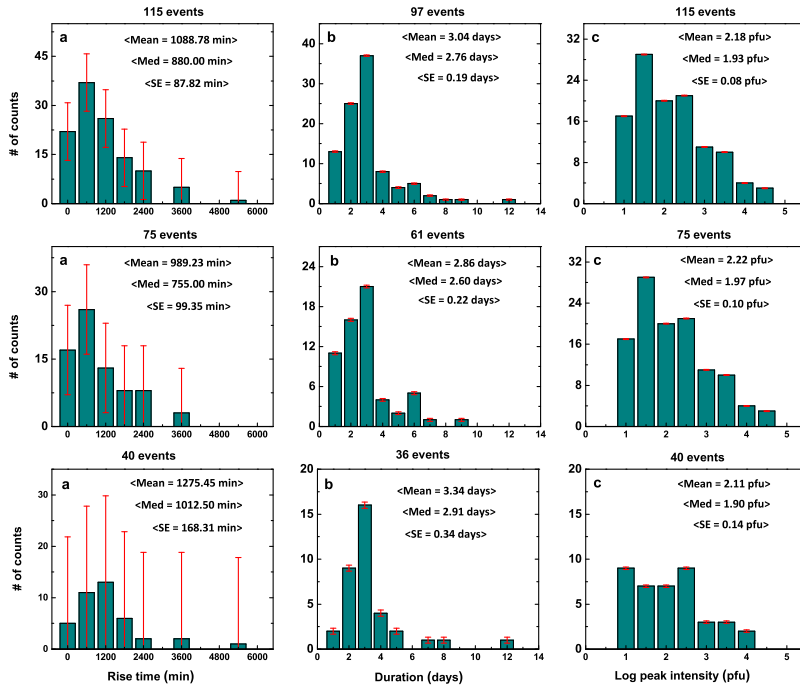 115 events
97 events
115 events
a
<Mean = 1088.78 min>
<Med = 880.00 min>
<SE = 87.82 min>
# of counts
45
30
15
0
0 1200 2400 3600 4800 6000
b
<Mean = 3.04 days>
<Med = 2.76 days>
<SE = 0.19 days>
40
30
20
10
0
2 4 6 8 10 12 14
c
<Mean = 2.18 pfu>
<Med = 1.93 pfu>
<SE = 0.08 pfu>
32
24
16
8
0
0 1 2 3 4 5
75 events
61 events
75 events
a
<Mean = 989.23 min>
<Med = 755.00 min>
<SE = 99.35 min>
# of counts
30
15
0
0 1200 2400 3600 4800 6000
b
<Mean = 2.86 days>
<Med = 2.60 days>
<SE = 0.22 days>
24
18
12
6
0
0 2 4 6 8 10 12 14
c
<Mean = 2.22 pfu>
<Med = 1.97 pfu>
<SE = 0.10 pfu>
32
24
16
8
0
0 1 2 3 4 5
40 events
36 events
40 events
a
<Mean = 1275.45 min>
<Med = 1012.50 min>
<SE = 168.31 min>
# of counts
30
20
10
0
0 1200 2400 3600 4800 6000
Rise time (min)
b
<Mean = 3.34 days>
<Med = 2.91 days>
<SE = 0.34 days>
20
15
10
5
0
2 4 6 8 10 12 14
Duration (days)
c
<Mean = 2.11 pfu>
<Med = 1.90 pfu>
<SE = 0.14 pfu>
20
15
10
5
0
0 1 2 3 4 5
Log peak intensity (pfu)